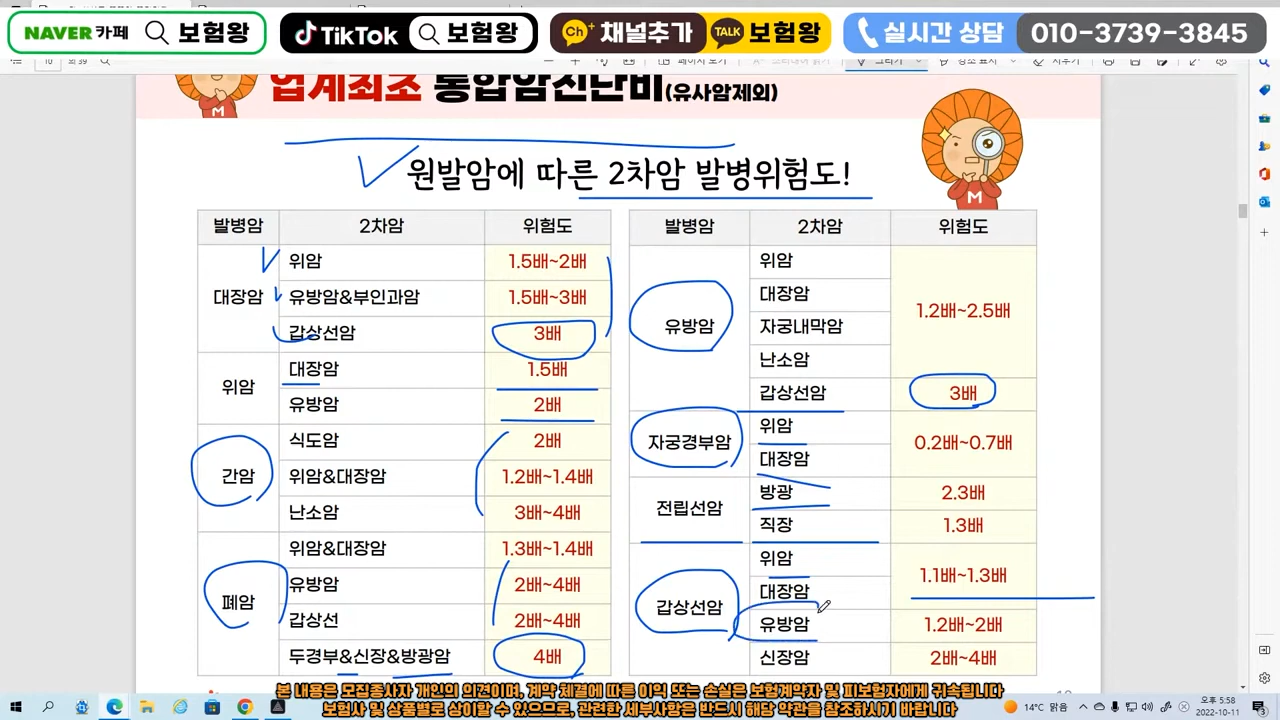 NAVER 카페 보험왕 TikTok 보험왕 Ch+ 채널추가 TALK 보험왕 실시간 상담 010-3739-3845
업계최초 통합암진단비(유사암제외)
M
M
원발암에 따른 2차암 발병위험도!
발병암 2차암 위험도
대장암
위암 1.5배~2배
유방암&부인과암 1.5배~3배
갑상선암 3배
위암
대장암 1.5배
유방암 2배
간암
식도암 2배
위암&대장암 1.2배~1.4배
난소암 3배~4배
폐암
위암&대장암 1.3배~1.4배
유방암 2배~4배
갑상선 2배~4배
두경부&신장&방광암 4배
발병암 2차암 위험도
유방암
위암
대장암
자궁내막암
난소암
1.2배~2.5배
갑상선암 3배
자궁경부암
위암
대장암
0.2배~0.7배
전립선암
방광 2.3배
직장 1.3배
갑상선암
위암
대장암
1.1배~1.3배
유방암 1.2배~2배
신장암 2배~4배
본 내용은 모집종사자 개인의 의견이며, 계약 체결에 따른 이익 또는 손실은 보험계약자 및 피보험자에게 귀속됩니다
보험사 및 상품별로 상이할 수 있으므로, 관련한 세부사항은 반드시 해당 약관을 참조하시기 바랍니다
14°C 맑음
오후 5:58
2022-10-11